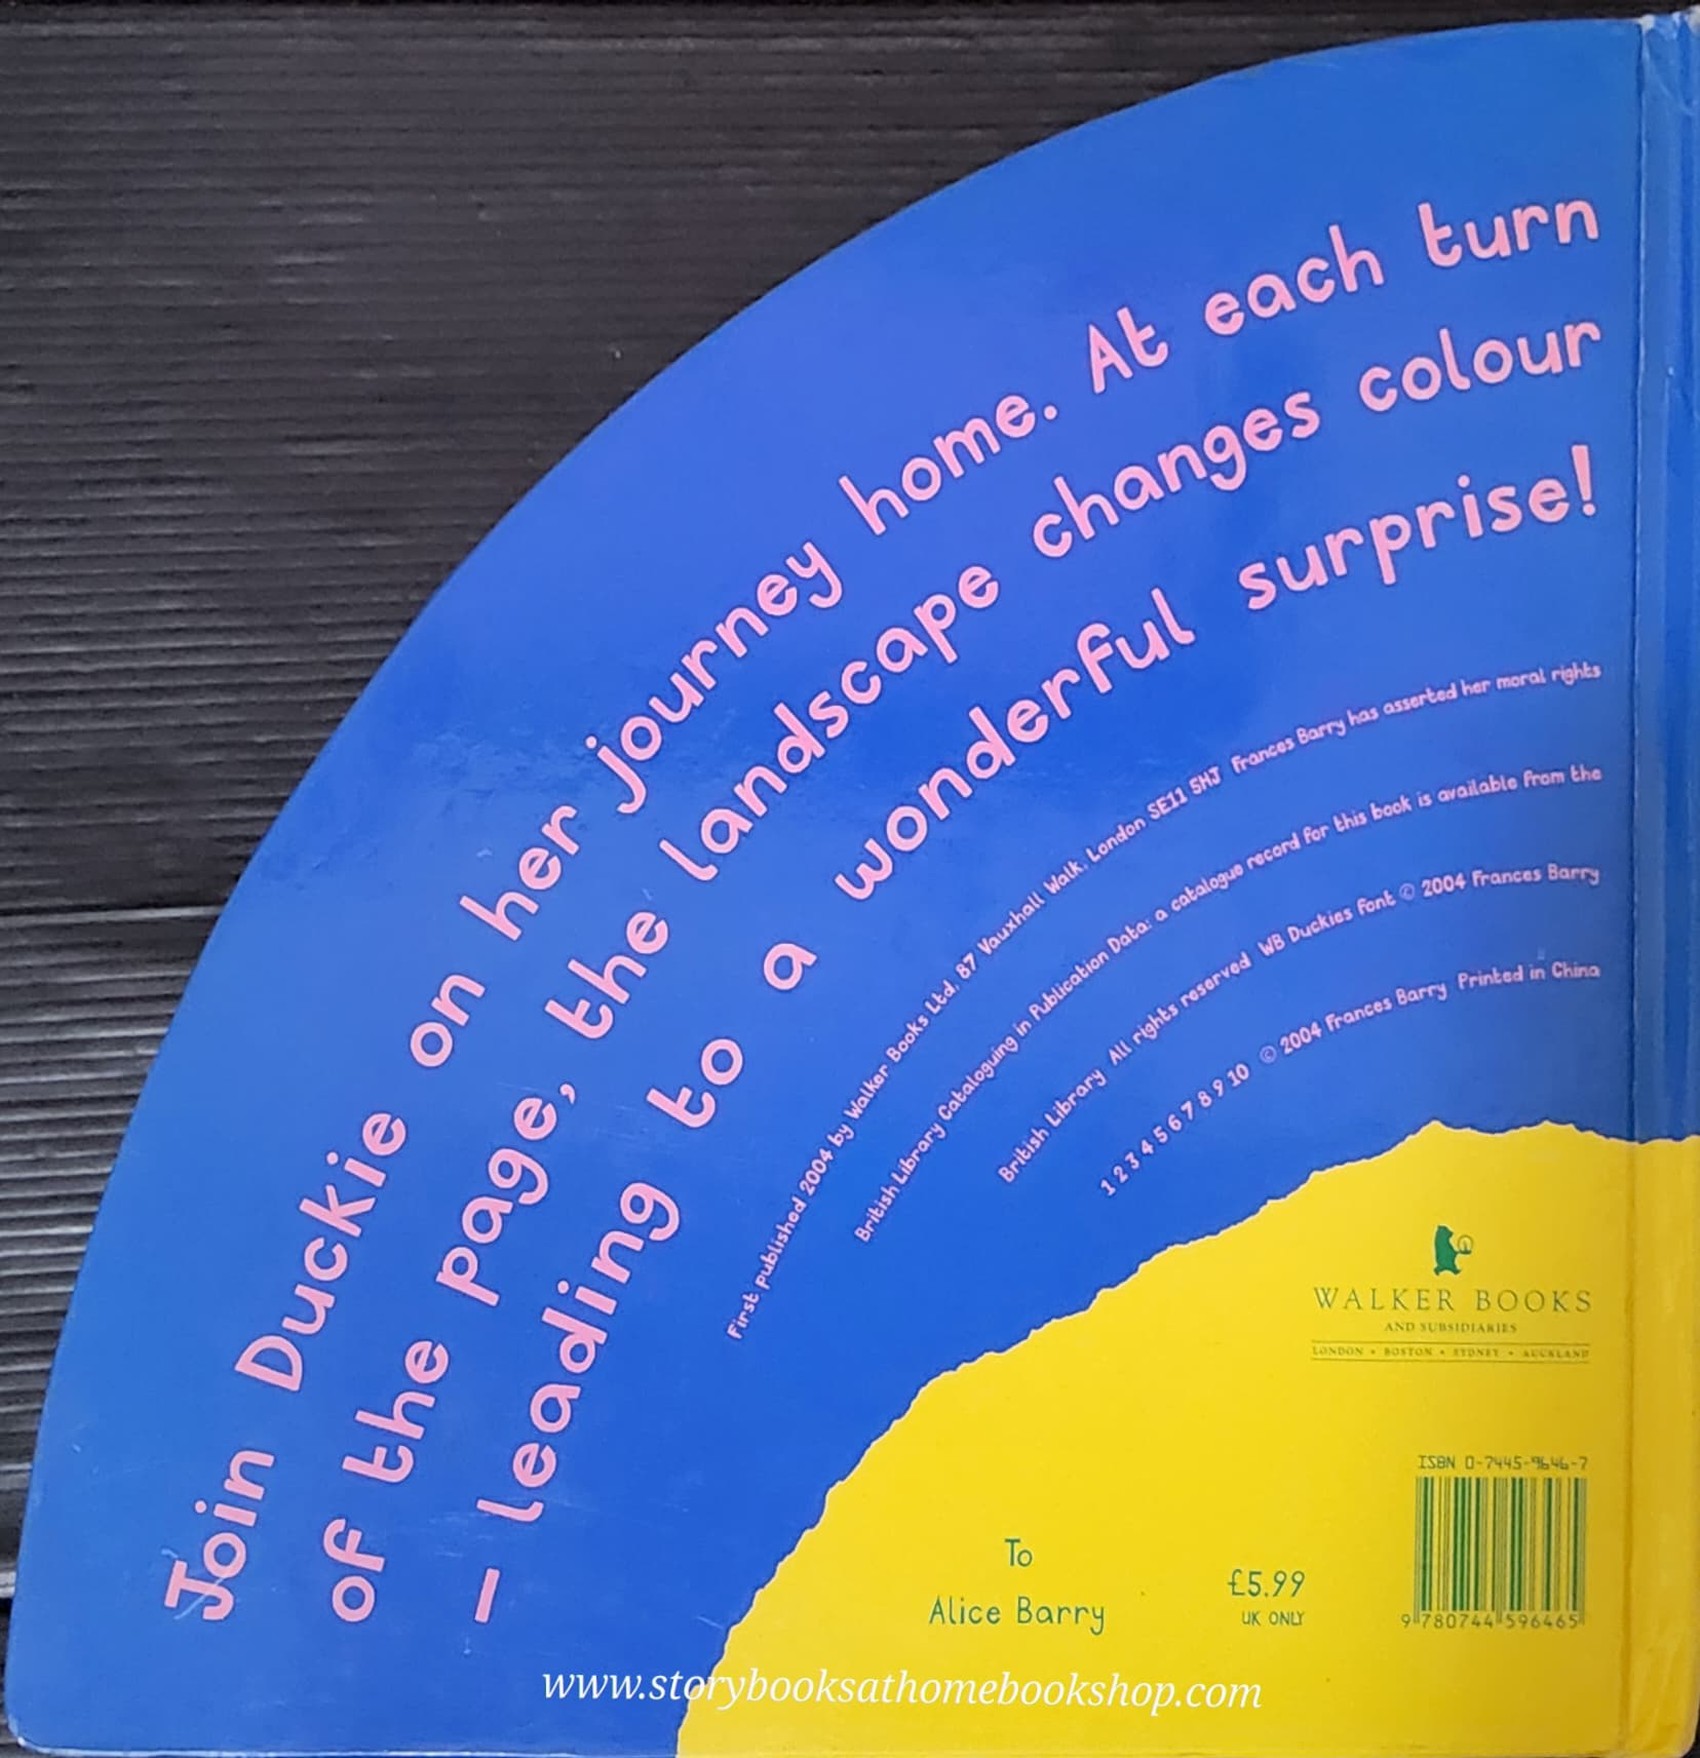 Join Duckie on her journey home. At each turn
of the page, the landscape changes colour
– leading to a wonderful surprise!
First published 2004 by Walker Books Ltd, 87 Vauxhall Walk, London SE11 5HJ Frances Barry has asserted her moral rights
British Library Cataloguing in Publication Data: a catalogue record for this book is available from the
British Library All rights reserved WB Duckies Font © 2004 Frances Barry
1 2 3 4 5 6 7 8 9 10 © 2004 Frances Barry Printed in China
WALKER BOOKS
AND SUBSIDIARIES
LONDON • BOSTON • SYDNEY • AUCKLAND
ISBN 0-7445-9646-7
9 780744 596465
To
Alice Barry
£5.99
UK ONLY
www.storybooksathomebookshop.com